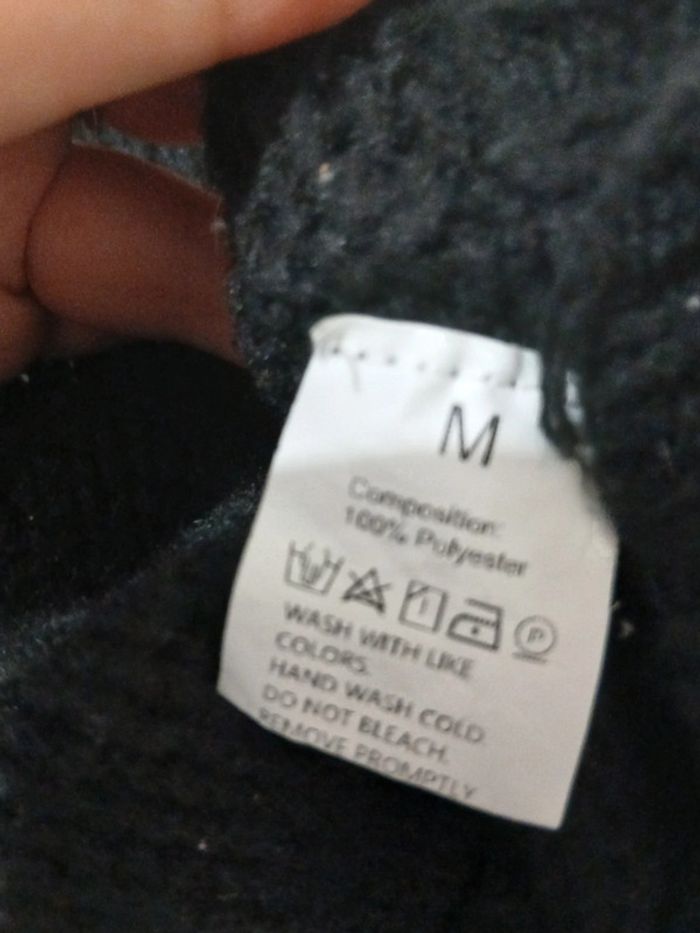 M
Composition:
100% Polyester
P
WASH WITH LIKE
COLORS.
HAND WASH COLD
DO NOT BLEACH.
REMOVE PROMPTLY